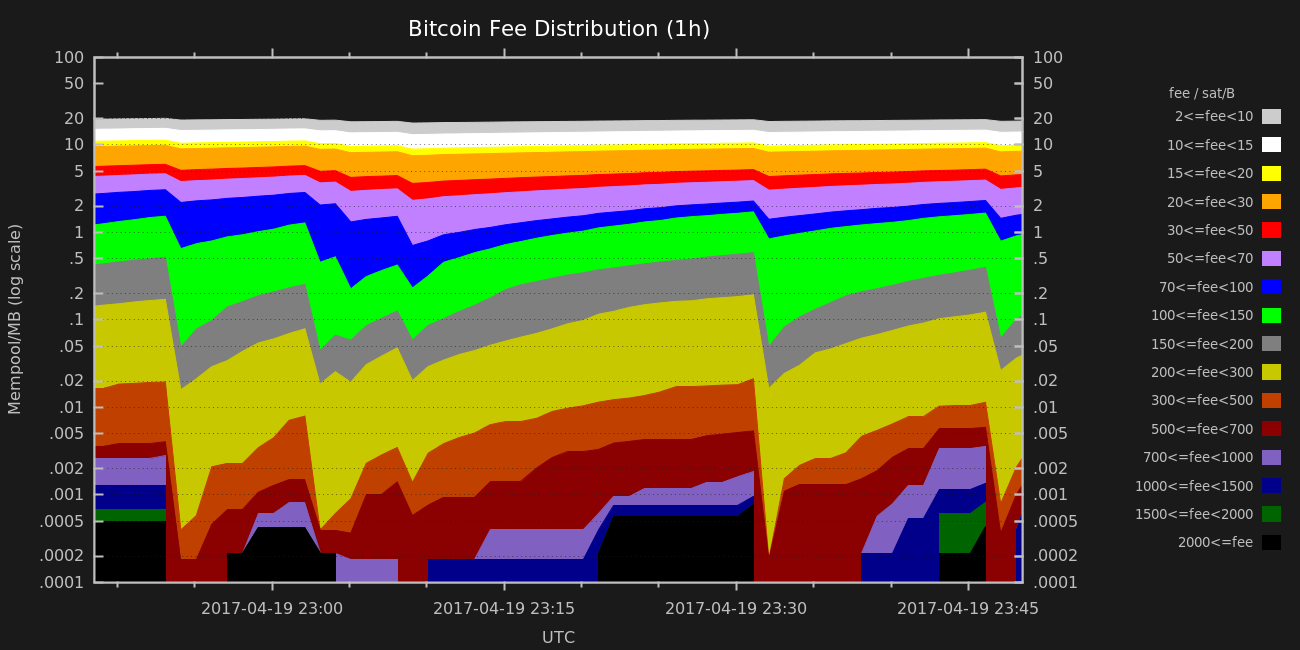 Bitcoin Fee Distribution (1h)
100 100
50 50
20 20
10 10
5 5
2 2
1 1
.5 .5
.2 .2
.1 .1
.05 .05
.02 .02
.01 .01
.005 .005
.002 .002
.001 .001
.0005 .0005
.0002 .0002
.0001 .0001
Mempool/MB (log scale)
2017-04-19 23:00 2017-04-19 23:15 2017-04-19 23:30 2017-04-19 23:45
UTC
fee / sat/B
2<=fee<10
10<=fee<15
15<=fee<20
20<=fee<30
30<=fee<50
50<=fee<70
70<=fee<100
100<=fee<150
150<=fee<200
200<=fee<300
300<=fee<500
500<=fee<700
700<=fee<1000
1000<=fee<1500
1500<=fee<2000
2000<=fee